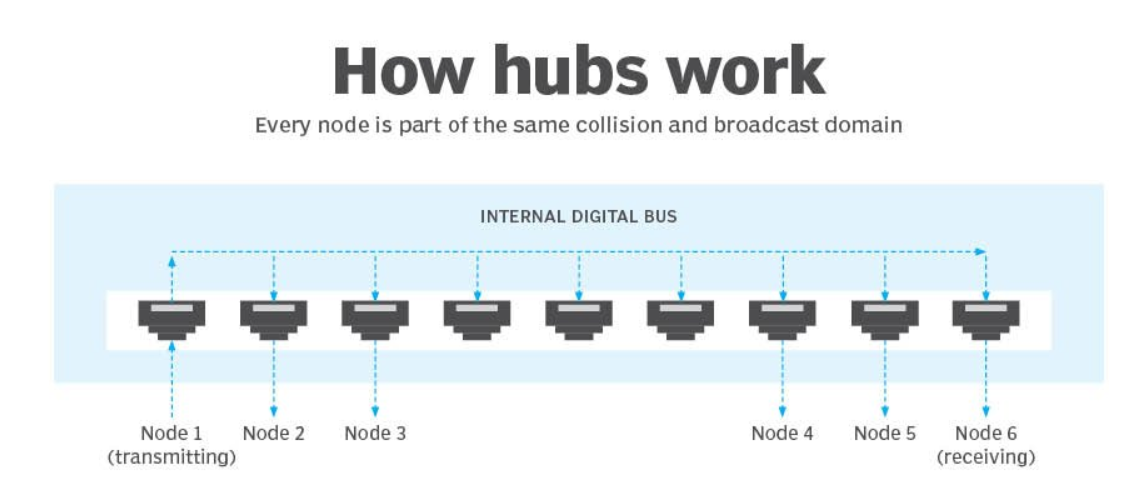 How hubs work
Every node is part of the same collision and broadcast domain
INTERNAL DIGITAL BUS
Node 1
(transmitting)
Node 2
Node 3
Node 4
Node 5
Node 6
(receiving)